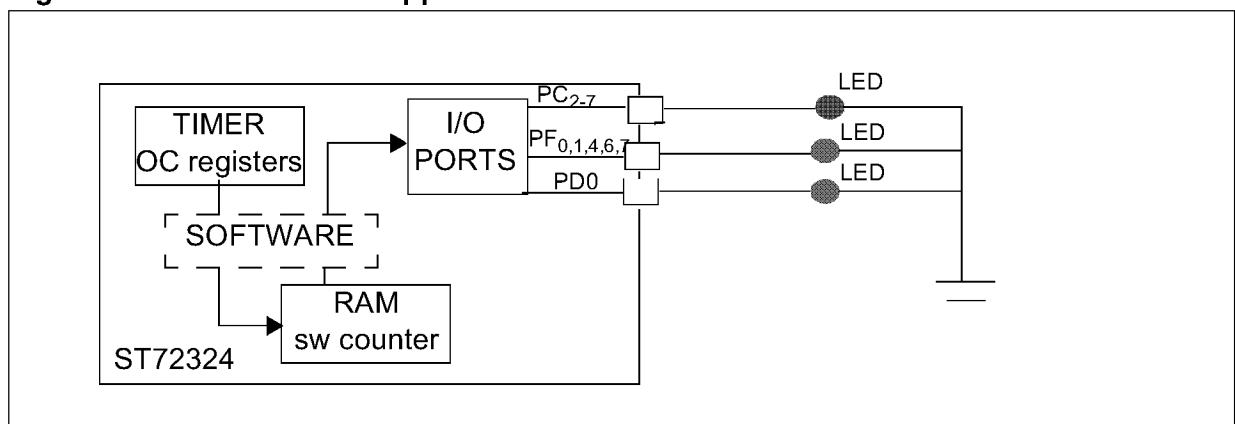 TIMER
OC registers
SOFTWARE
RAM
sw counter
ST72324
I/O
PORTS
PC2-7
PF0,1,4,6,7
PD0
LED
LED
LED